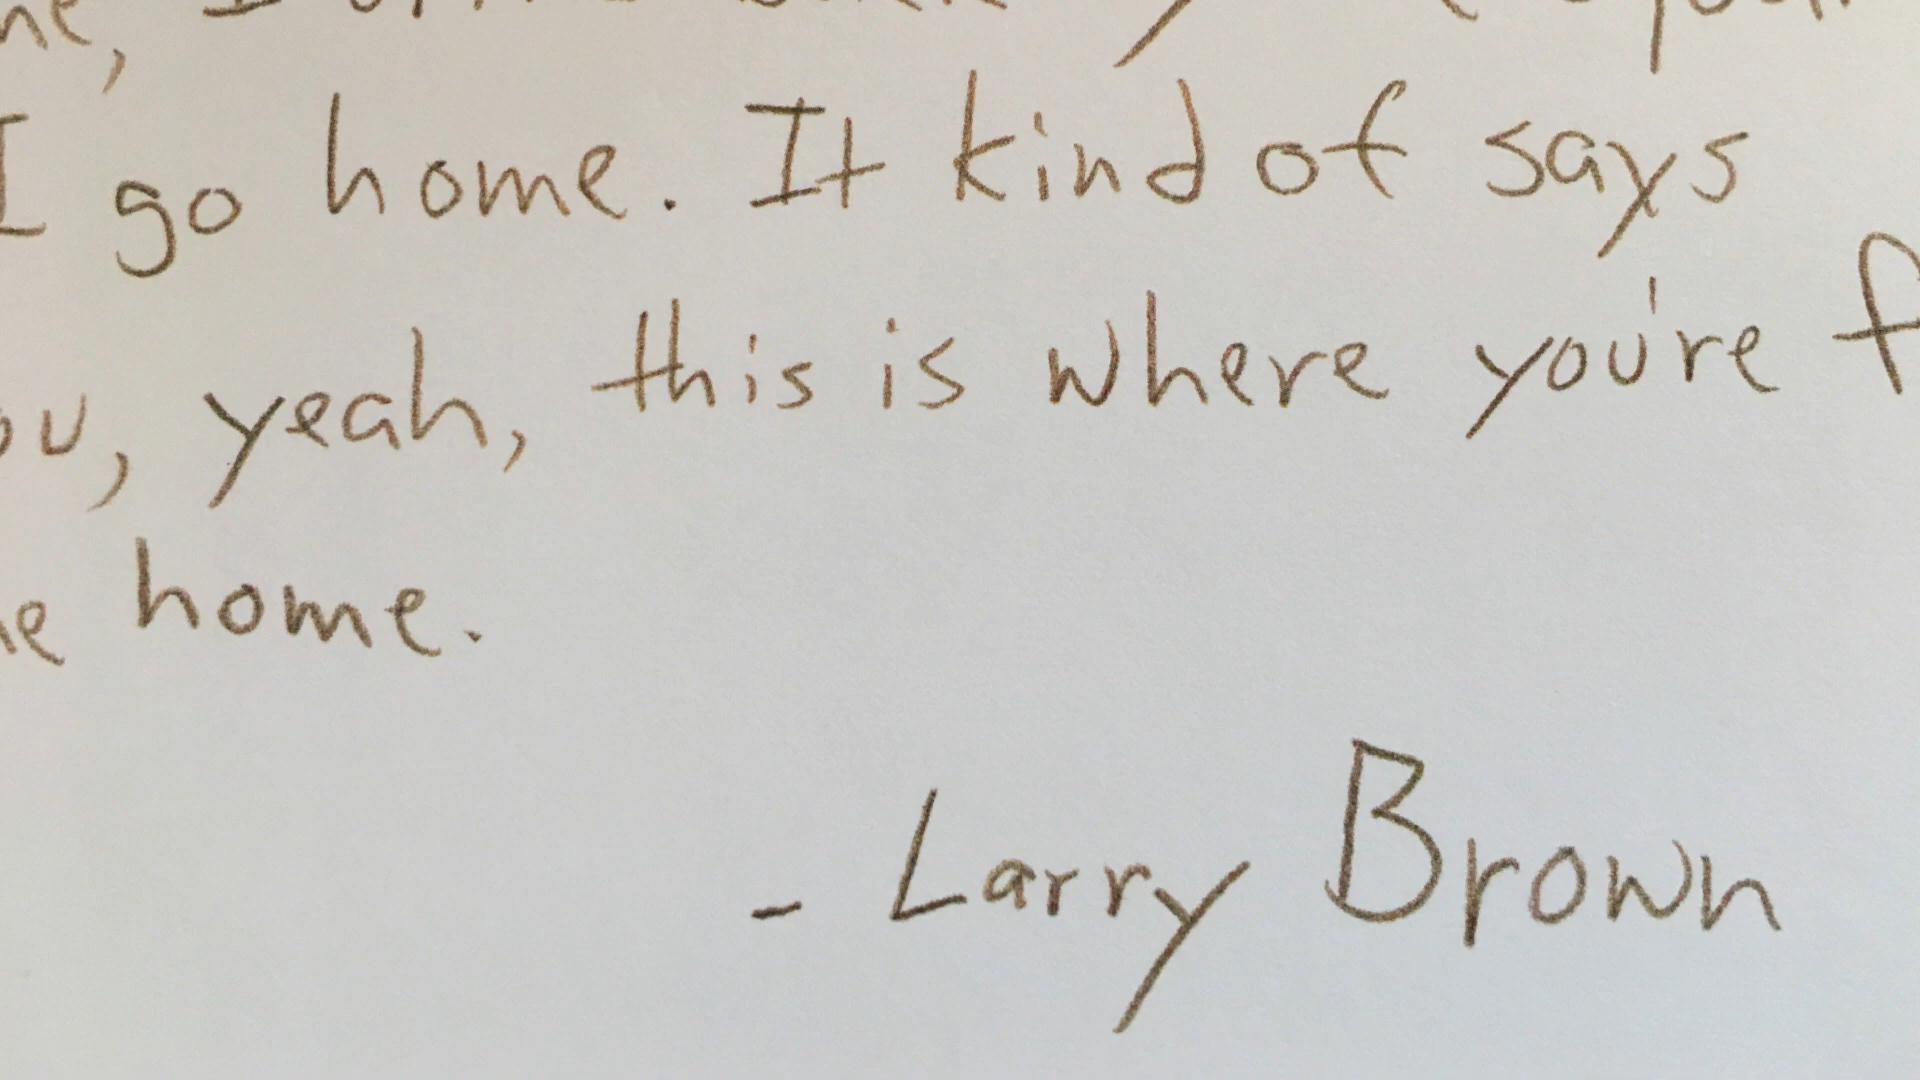 I go home. It kind of says
yeah, this is where you're
home.
- Larry Brown